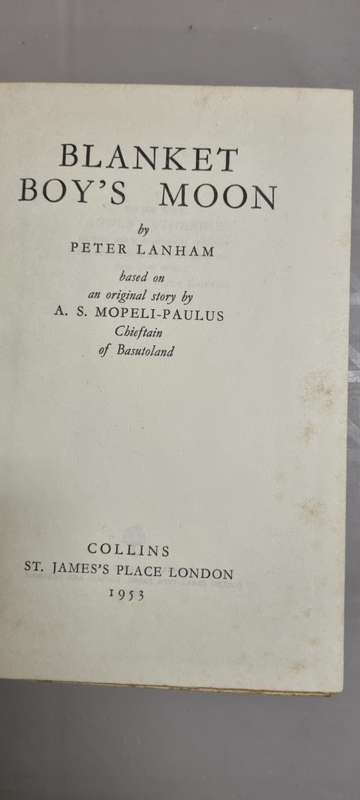 BLANKET
BOY'S MOON
by
PETER LANHAM
based on
an original story by
A. S. MOPELI-PAULUS
Chieftain
of Basutoland
COLLINS
ST. JAMES'S PLACE LONDON
1953